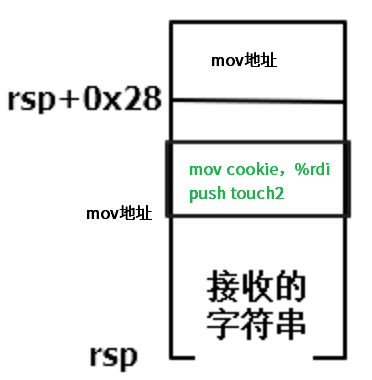 mov地址
rsp+0x28
mov cookie，%rdi
push touch2
mov地址
接收的
字符串
rsp